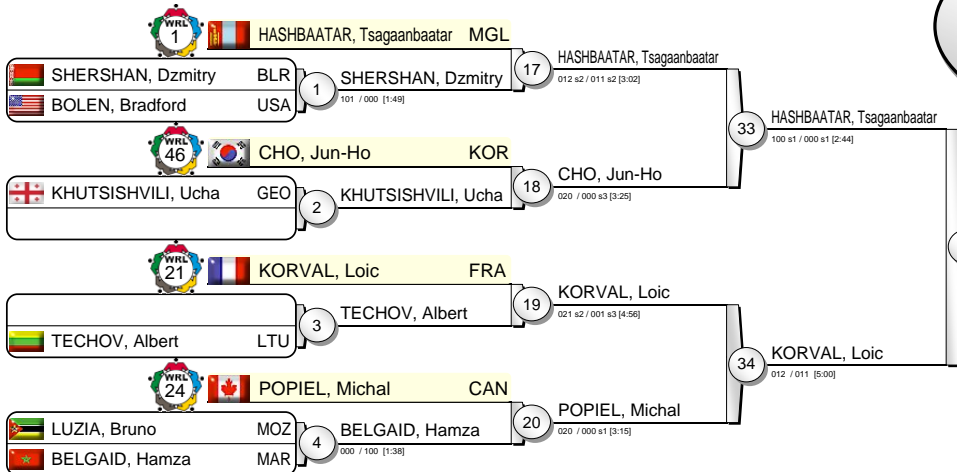 WRL 1 HASHBAATAR, Tsagaanbaatar MGL
SHERSHAN, Dzmitry BLR
BOLEN, Bradford USA
1 SHERSHAN, Dzmitry
101 / 000 [1:49]
17 HASHBAATAR, Tsagaanbaatar
012 s2 / 011 s2 [3:02]
WRL 46 CHO, Jun-Ho KOR
KHUTSISHVILI, Ucha GEO
2 KHUTSISHVILI, Ucha
18 CHO, Jun-Ho
020 / 000 s3 [3:25]
33 HASHBAATAR, Tsagaanbaatar
100 s1 / 000 s1 [2:44]
WRL 21 KORVAL, Loic FRA
3 TECHOV, Albert
TECHOV, Albert LTU
19 KORVAL, Loic
021 s2 / 001 s3 [4:56]
WRL 24 POPIEL, Michal CAN
LUZIA, Bruno MOZ
BELGAID, Hamza MAR
4 BELGAID, Hamza
000 / 100 [1:38]
20 POPIEL, Michal
020 / 000 s1 [3:15]
34 KORVAL, Loic
012 / 011 [5:00]